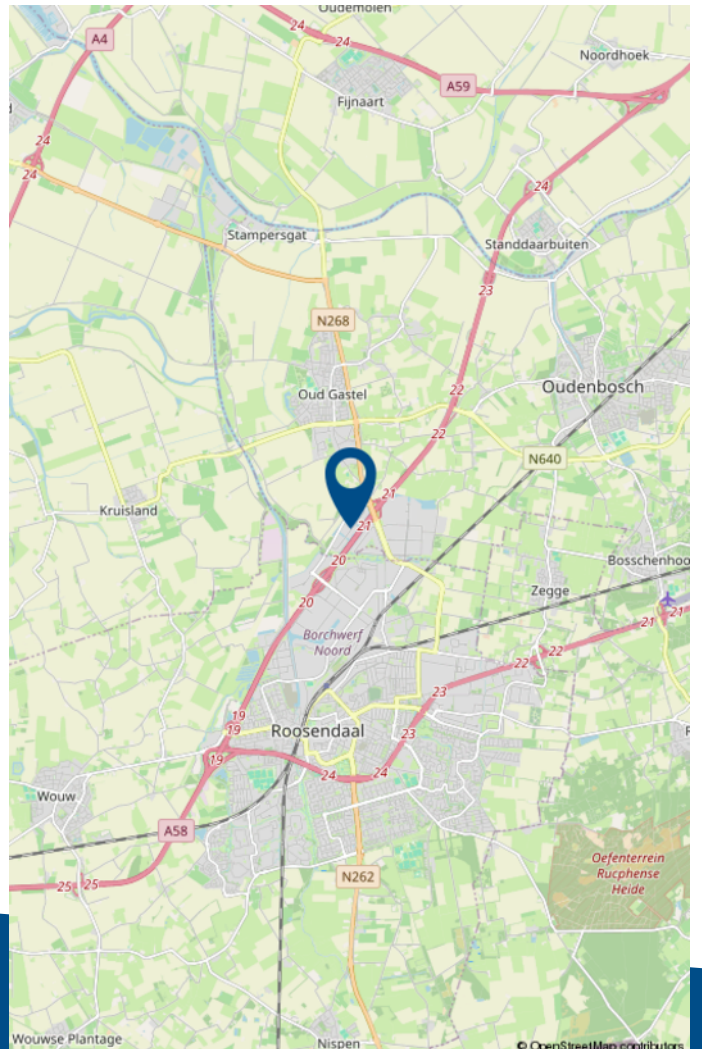 Oudemolen
24
24
A4
A59
Noordhoek
Fijnaart
24
24
24
Stampersgat
Standdaarbuiten
23
N268
22
Oud Gastel
Oudenbosch
22
N640
21
Kruisland
21
20
Bosschenhoo
20
Zegge
21
21
Borchwerf
Noord
22
22
23
19
19
Roosendaal
23
19
24
24
Wouw
A58
Oefenterrein
Rucphense
Heide
N262
25
25
Wouwse Plantage
Nispen
© OpenStreetMap contributors